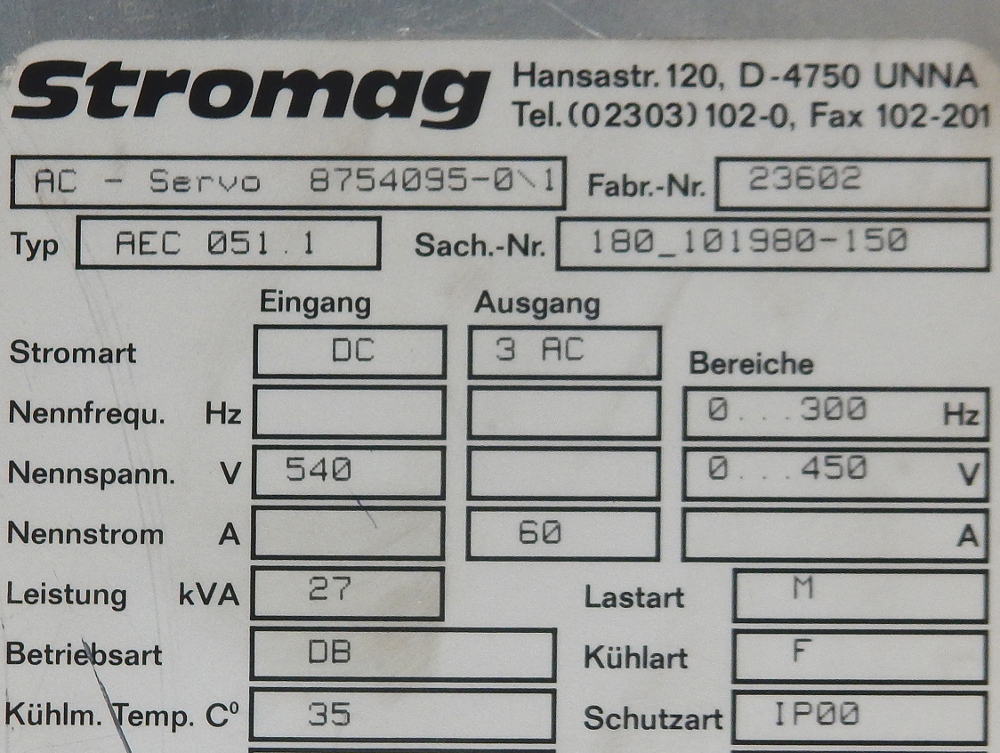 Stromag Hansastr. 120, D-4750 UNNA
Tel. (02303) 102-0, Fax 102-201
AC - Servo 8754095-0\1 Fabr.-Nr. 23602
Typ AEC 051.1 Sach.-Nr. 180_101980-150
Eingang Ausgang
Stromart DC 3 AC Bereiche
Nennfrequ. Hz 0...300 Hz
Nennspann. V 540 0...450 V
Nennstrom A 60 A
Leistung kVA 27 Lastart M
Betriebsart DB Kühlart F
Kühlm. Temp. C⁰ 35 Schutzart IP00